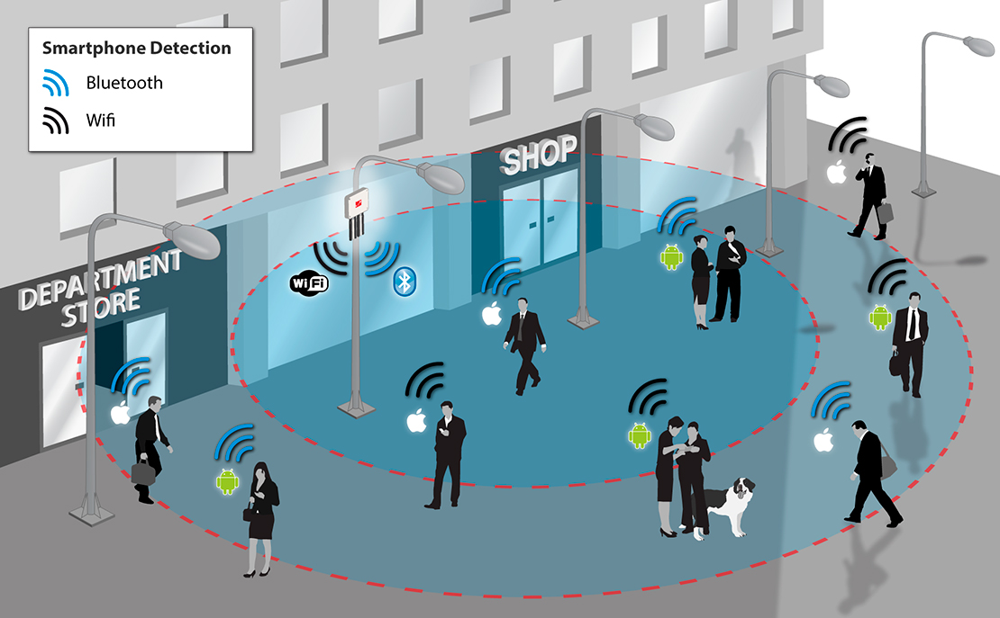 Smartphone Detection
Bluetooth
Wifi
SHOP
DEPARTMENT
STORE
WiFi